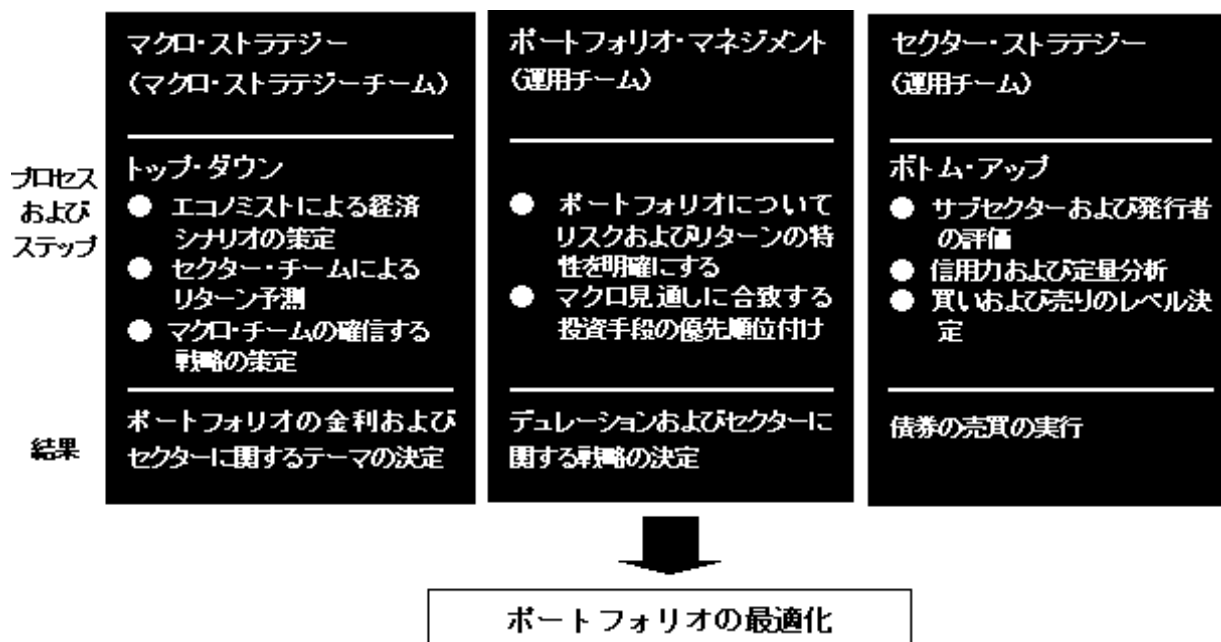 マクロ・ストラテジー
（マクロ・ストラテジーチーム）
ポートフォリオ・マネジメント
（運用チーム）
セクター・ストラテジー
（運用チーム）
プロセス
および
ステップ
トップ・ダウン
● エコノミストによる経済
シナリオの策定
● セクター・チームによる
リターン予測
● マクロ・チームの確信する
戦略の策定
● ポートフォリオについて
リスクおよびリターンの特
性を明確にする
● マクロ見通しに合致する
投資手段の優先順位付け
ボトム・アップ
● サブセクターおよび発行者
の評価
● 信用力および定量分析
● 買いおよび売りのレベル決
定
結果
ポートフォリオの金利および
セクターに関するテーマの決定
デュレーションおよびセクターに
関する戦略の決定
債券の売買の実行
ポートフォリオの最適化